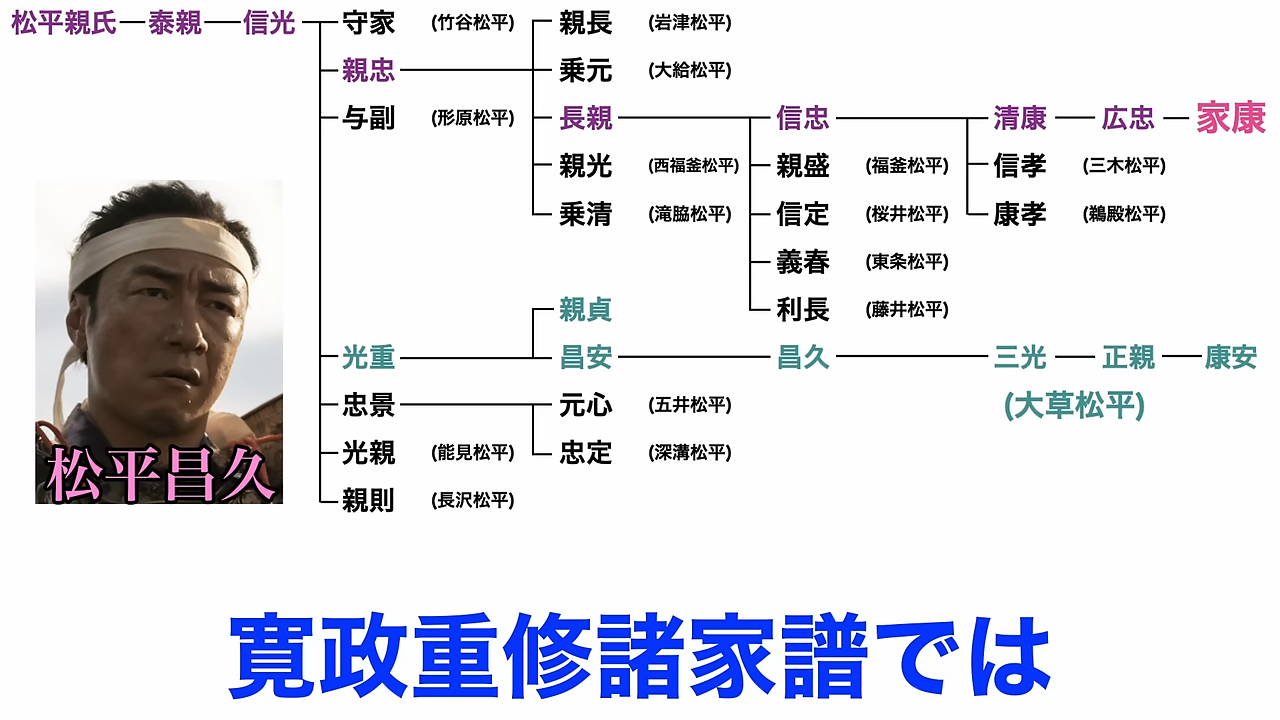 松平親氏 泰親 信光 守家 (竹谷松平) 親長 (岩津松平)
親忠 乗元 (大給松平)
与副 (形原松平) 長親 信忠 清康 広忠 家康
親光 (西福釜松平) 親盛 (福釜松平) 信孝 (三木松平)
乗清 (滝脇松平) 信定 (桜井松平) 康孝 (鵜殿松平)
義春 (東条松平)
親貞 利長 (藤井松平)
光重 昌安 昌久 三光 正親 康安
忠景 元心 (五井松平) (大草松平)
光親 (能見松平) 忠定 (深溝松平)
松平昌久
親則 (長沢松平)
寛政重修諸家譜では